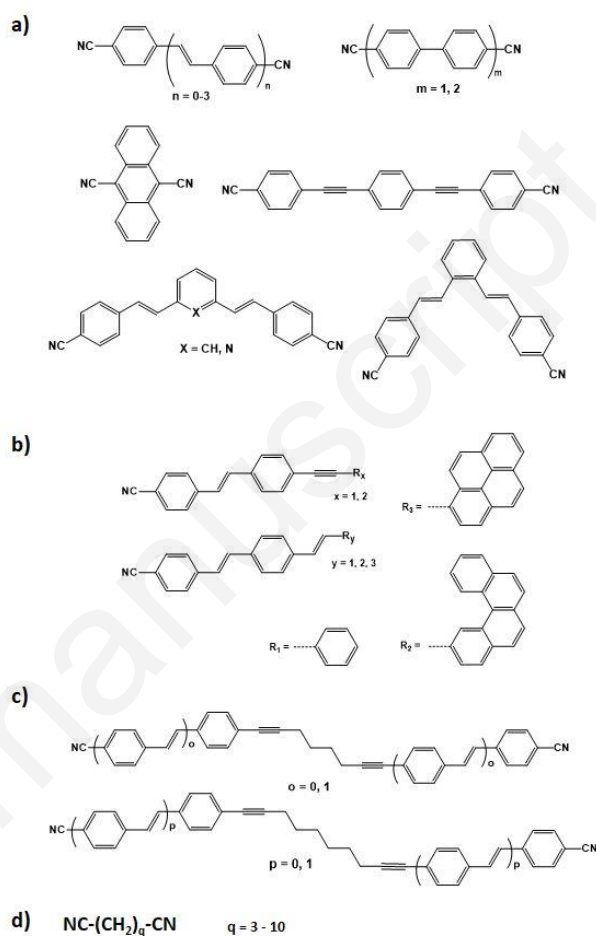 a)
NC CN
n
n = 0-3
NC CN
m
m = 1, 2
NC CN
NC CN
NC X CN
X = CH, N
NC CN
b)
NC Rx
x = 1, 2
R3 =
NC Ry
y = 1, 2, 3
R1 =
R2 =
c)
NC o o CN
o = 0, 1
NC p p CN
p = 0, 1
d) NC-(CH2)q-CN q = 3 - 10
manuscript